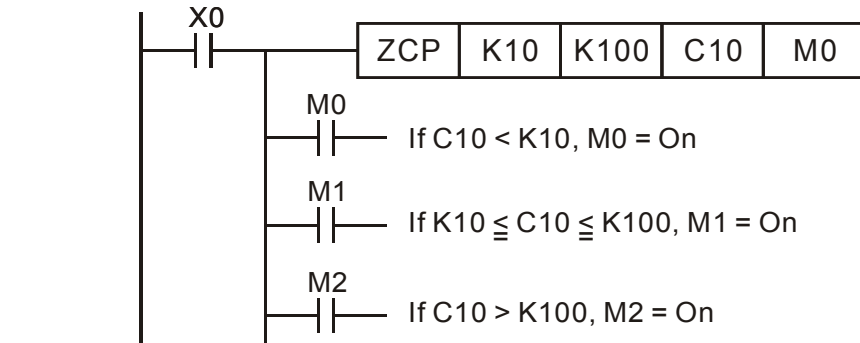 X0
ZCP K10 K100 C10 M0
M0
If C10 < K10, M0 = On
M1
If K10 ≦ C10 ≦ K100, M1 = On
M2
If C10 > K100, M2 = On